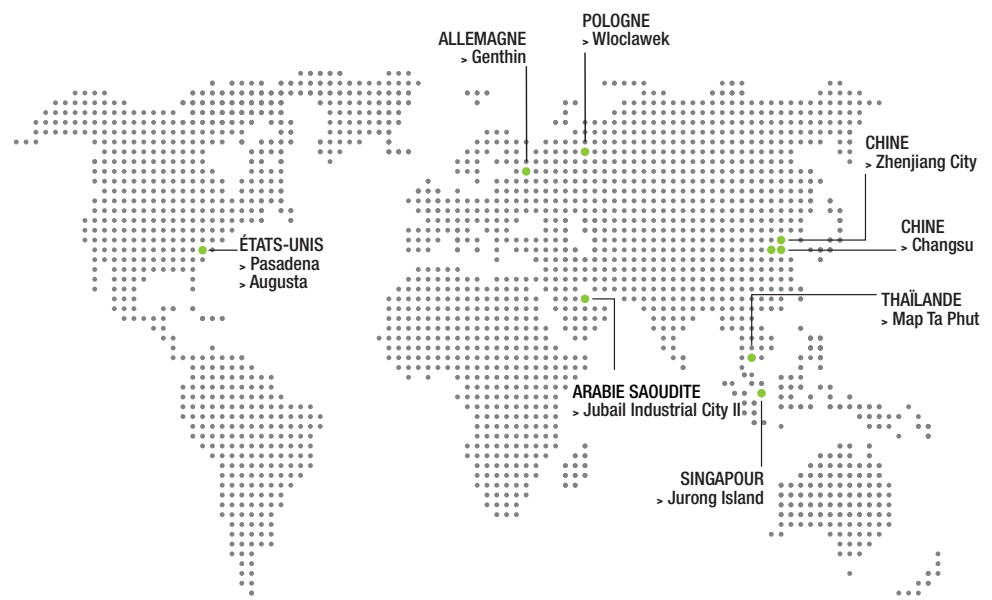 POLOGNE
> Wloclawek
ALLEMAGNE
> Genthin
CHINE
> Zhenjiang City
CHINE
> Changsu
ÉTATS-UNIS
> Pasadena
> Augusta
THAÏLANDE
> Map Ta Phut
ARABIE SAOUDITE
> Jubail Industrial City II
SINGAPOUR
> Jurong Island